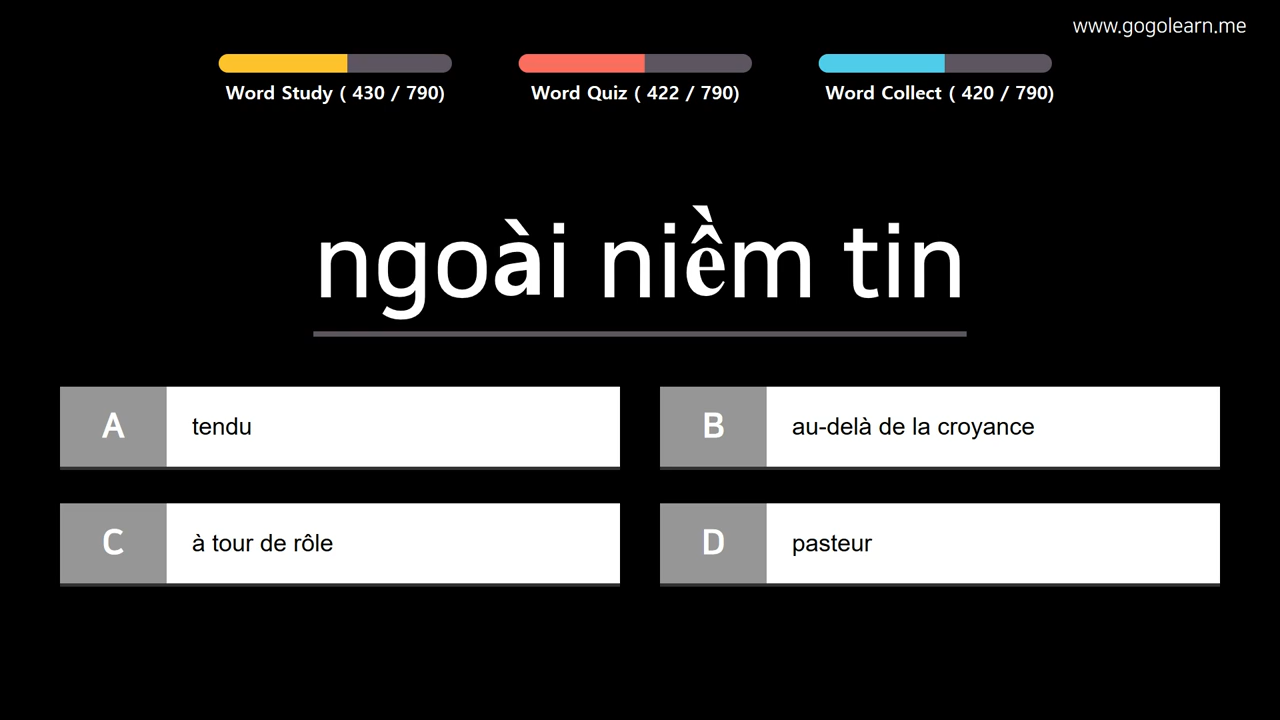 www.gogolearn.me
Word Study ( 430 / 790)
Word Quiz ( 422 / 790)
Word Collect ( 420 / 790)
ngoài niềm tin
A
tendu
B
au-delà de la croyance
C
à tour de rôle
D
pasteur